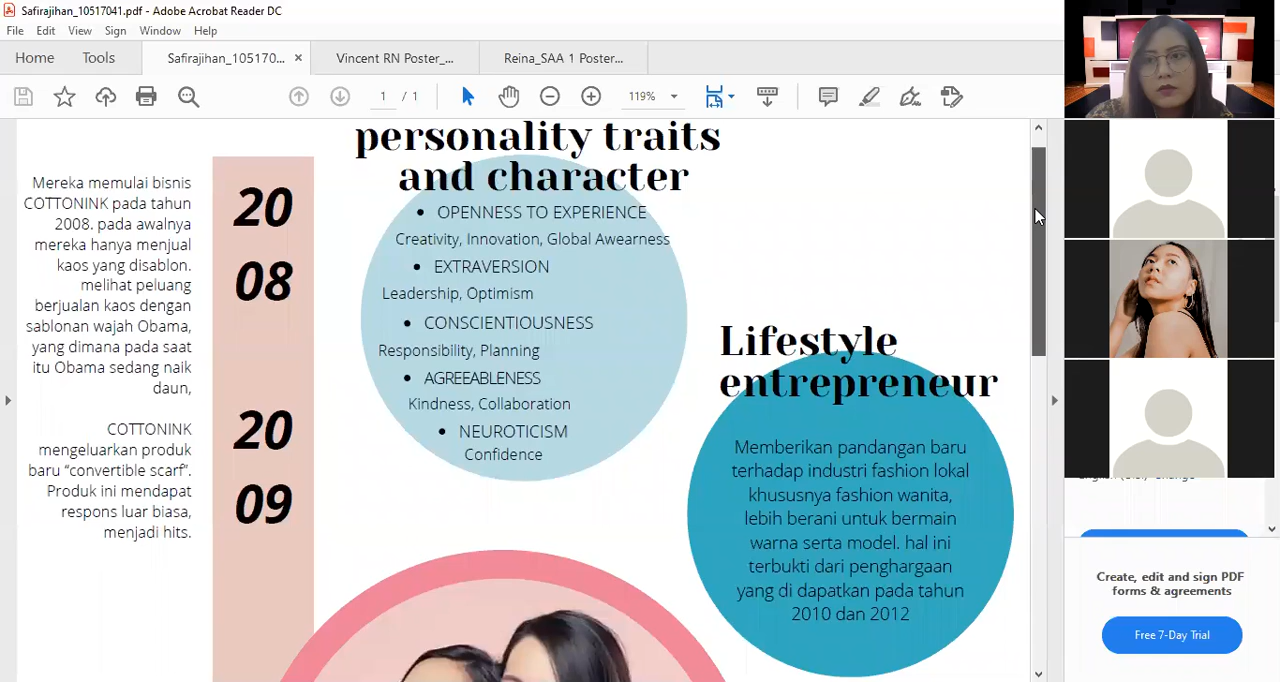 Safirajihan_10517041.pdf - Adobe Acrobat Reader DC
File Edit View Sign Window Help
Home Tools Safirajihan_105170... × Vincent RN Poster_... Reina_SAA 1 Poster...
1 / 1 119%
personality traits
and character
OPENNESS TO EXPERIENCE
Creativity, Innovation, Global Awearness
EXTRAVERSION
Leadership, Optimism
CONSCIENTIOUSNESS
Responsibility, Planning
AGREEABLENESS
Kindness, Collaboration
NEUROTICISM
Confidence
Mereka memulai bisnis
COTTONINK pada tahun
2008. pada awalnya
mereka hanya menjual
kaos yang disablon.
melihat peluang
berjualan kaos dengan
sablonan wajah Obama,
yang dimana pada saat
itu Obama sedang naik
daun,
20
08
COTTONINK
mengeluarkan produk
baru “convertible scarf”.
Produk ini mendapat
respons luar biasa,
menjadi hits.
20
09
Lifestyle
entrepreneur
Memberikan pandangan baru
terhadap industri fashion lokal
khususnya fashion wanita,
lebih berani untuk bermain
warna serta model. hal ini
terbukti dari penghargaan
yang di dapatkan pada tahun
2010 dan 2012
Create, edit and sign PDF
forms & agreements
Free 7-Day Trial